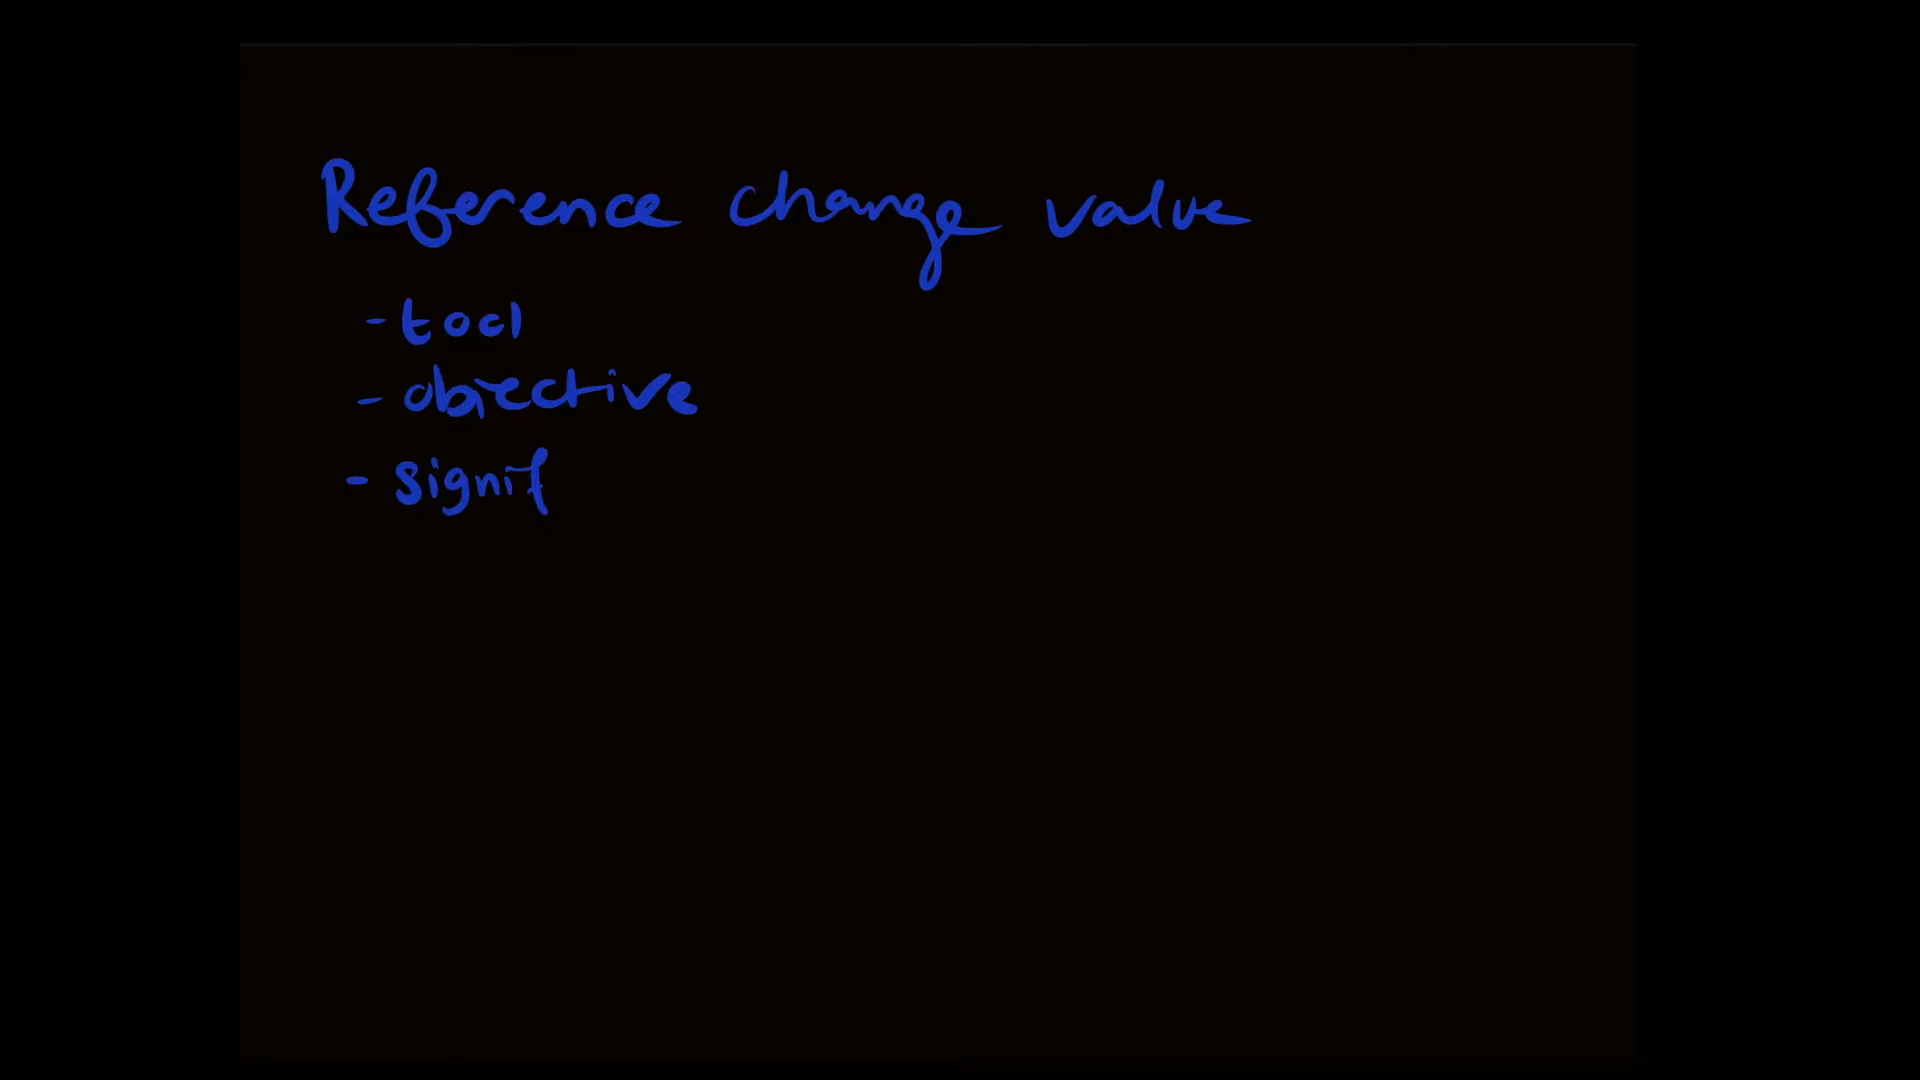 Reference change value
- tool
- objective
- signif